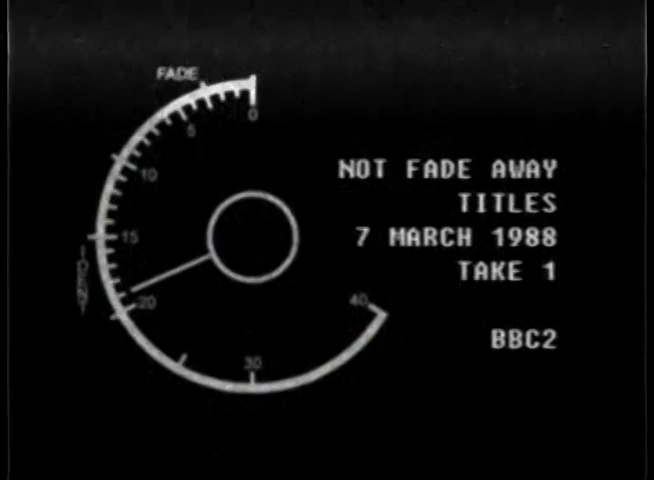 FADE
0
5
10
15
20
30
40
NOT FADE AWAY
TITLES
7 MARCH 1988
TAKE 1
BBC2